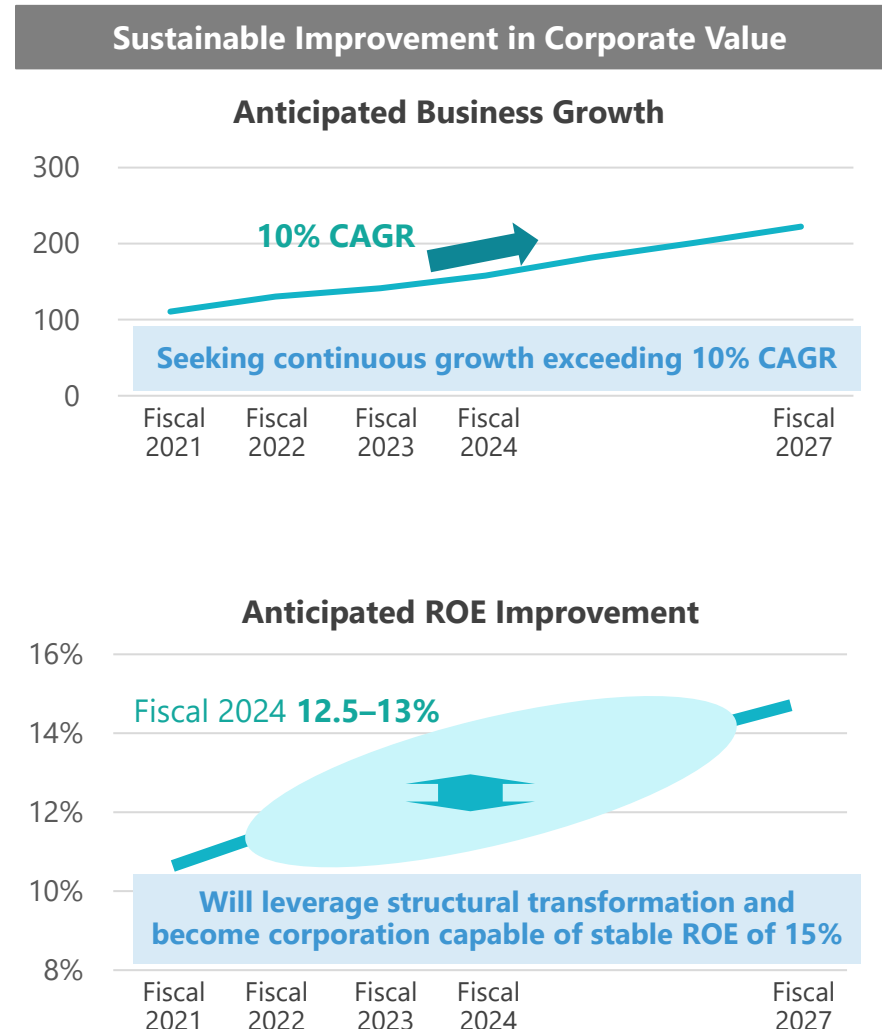 Sustainable Improvement in Corporate Value
Anticipated Business Growth
300
200
10% CAGR
100
Seeking continuous growth exceeding 10% CAGR
0
Fiscal 2021
Fiscal 2022
Fiscal 2023
Fiscal 2024
Fiscal 2027
Anticipated ROE Improvement
16%
Fiscal 2024 12.5–13%
14%
12%
10%
Will leverage structural transformation and
become corporation capable of stable ROE of 15%
8%
Fiscal 2021
Fiscal 2022
Fiscal 2023
Fiscal 2024
Fiscal 2027